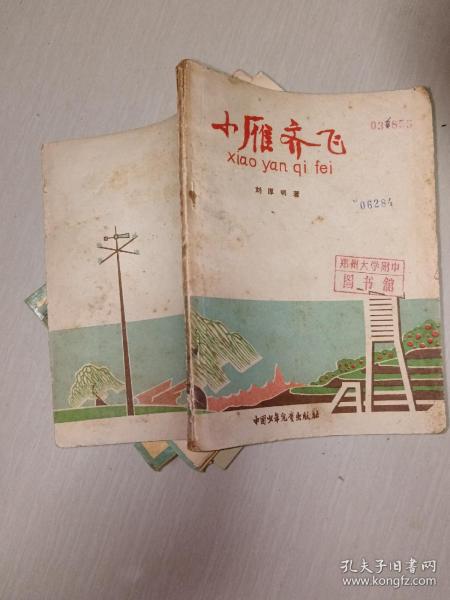 小雁齐飞
xiao yan qi fei
036855
刘厚明著
06284
郑州大学附中
图书馆
中国少年儿童出版社
孔夫子旧书网
www.kongfz.com